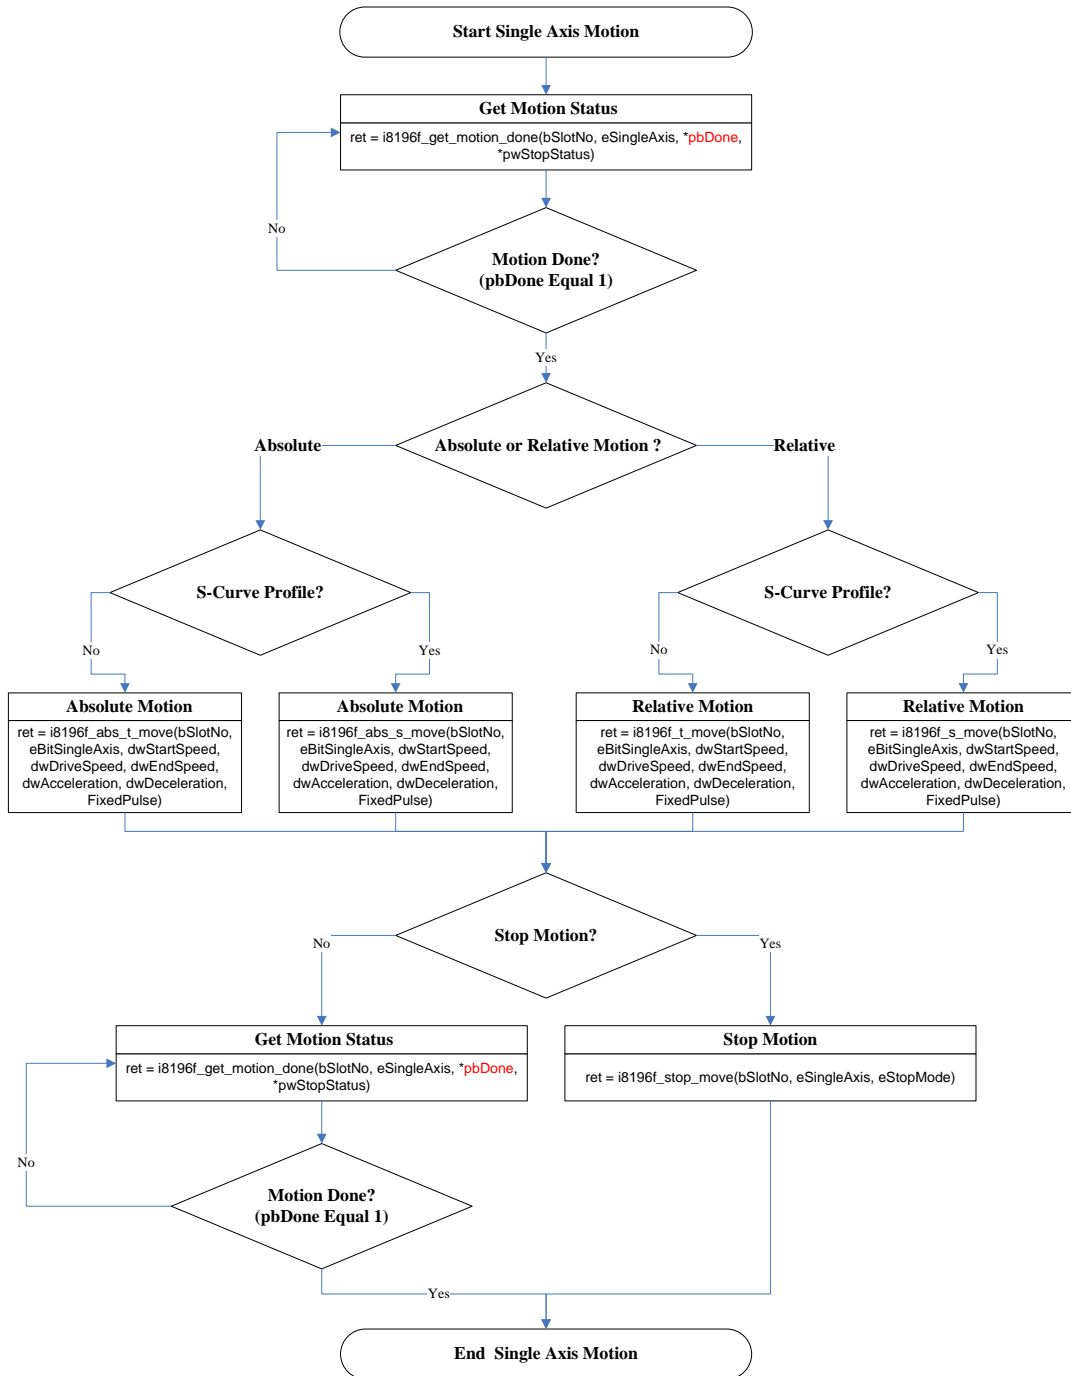 Start Single Axis Motion
Get Motion Status
ret = i8196f_get_motion_done(bSlotNo, eSingleAxis, *pbDone,
*pwStopStatus)
No
Motion Done?
(pbDone Equal 1)
Yes
Absolute
Absolute or Relative Motion ?
Relative
S-Curve Profile?
S-Curve Profile?
No
Yes
No
Yes
Absolute Motion
ret = i8196f_abs_t_move(bSlotNo,
eBitSingleAxis, dwStartSpeed,
dwDriveSpeed, dwEndSpeed,
dwAcceleration, dwDeceleration,
FixedPulse)
Absolute Motion
ret = i8196f_abs_s_move(bSlotNo,
eBitSingleAxis, dwStartSpeed,
dwDriveSpeed, dwEndSpeed,
dwAcceleration, dwDeceleration,
FixedPulse)
Relative Motion
ret = i8196f_t_move(bSlotNo,
eBitSingleAxis, dwStartSpeed,
dwDriveSpeed, dwEndSpeed,
dwAcceleration, dwDeceleration,
FixedPulse)
Relative Motion
ret = i8196f_s_move(bSlotNo,
eBitSingleAxis, dwStartSpeed,
dwDriveSpeed, dwEndSpeed,
dwAcceleration, dwDeceleration,
FixedPulse)
Stop Motion?
No
Yes
Get Motion Status
ret = i8196f_get_motion_done(bSlotNo, eSingleAxis, *pbDone,
*pwStopStatus)
Stop Motion
ret = i8196f_stop_move(bSlotNo, eSingleAxis, eStopMode)
No
Motion Done?
(pbDone Equal 1)
Yes
End  Single Axis Motion